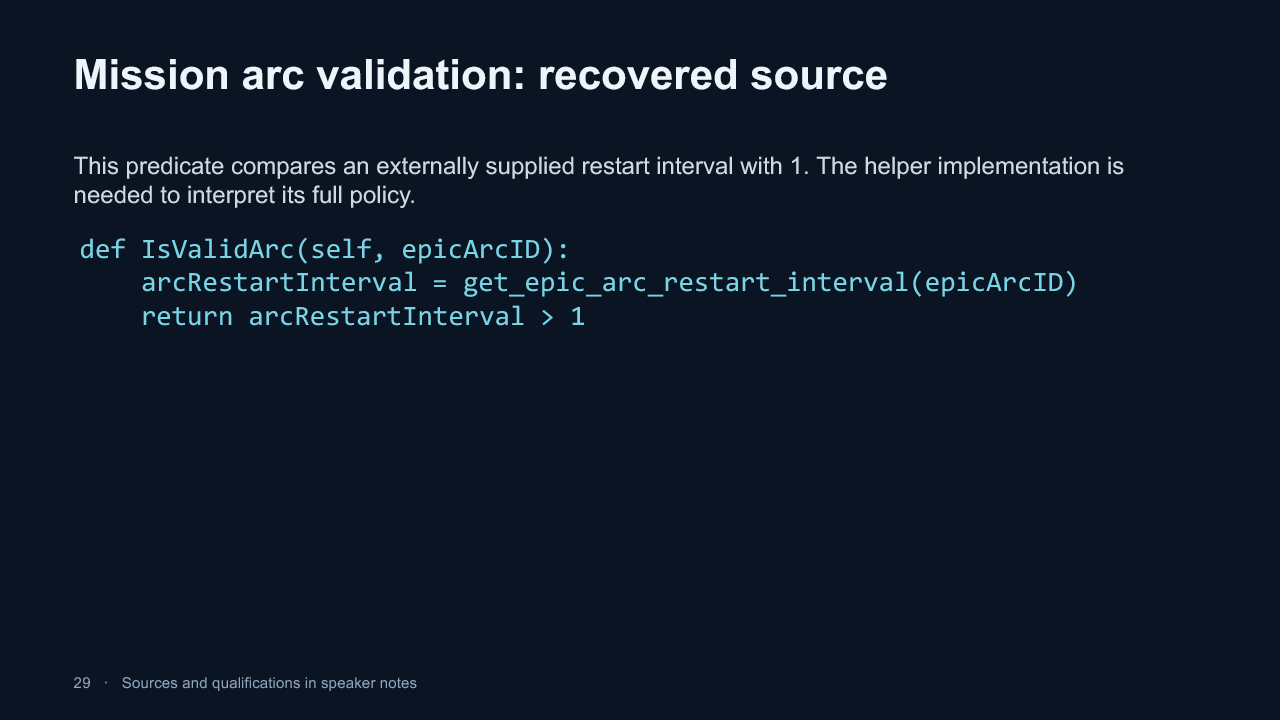 Mission arc validation: recovered source
This predicate compares an externally supplied restart interval with 1. The helper implementation is
needed to interpret its full policy.
def IsValidArc(self, epicArcID):
    arcRestartInterval = get_epic_arc_restart_interval(epicArcID)
    return arcRestartInterval > 1
29 · Sources and qualifications in speaker notes